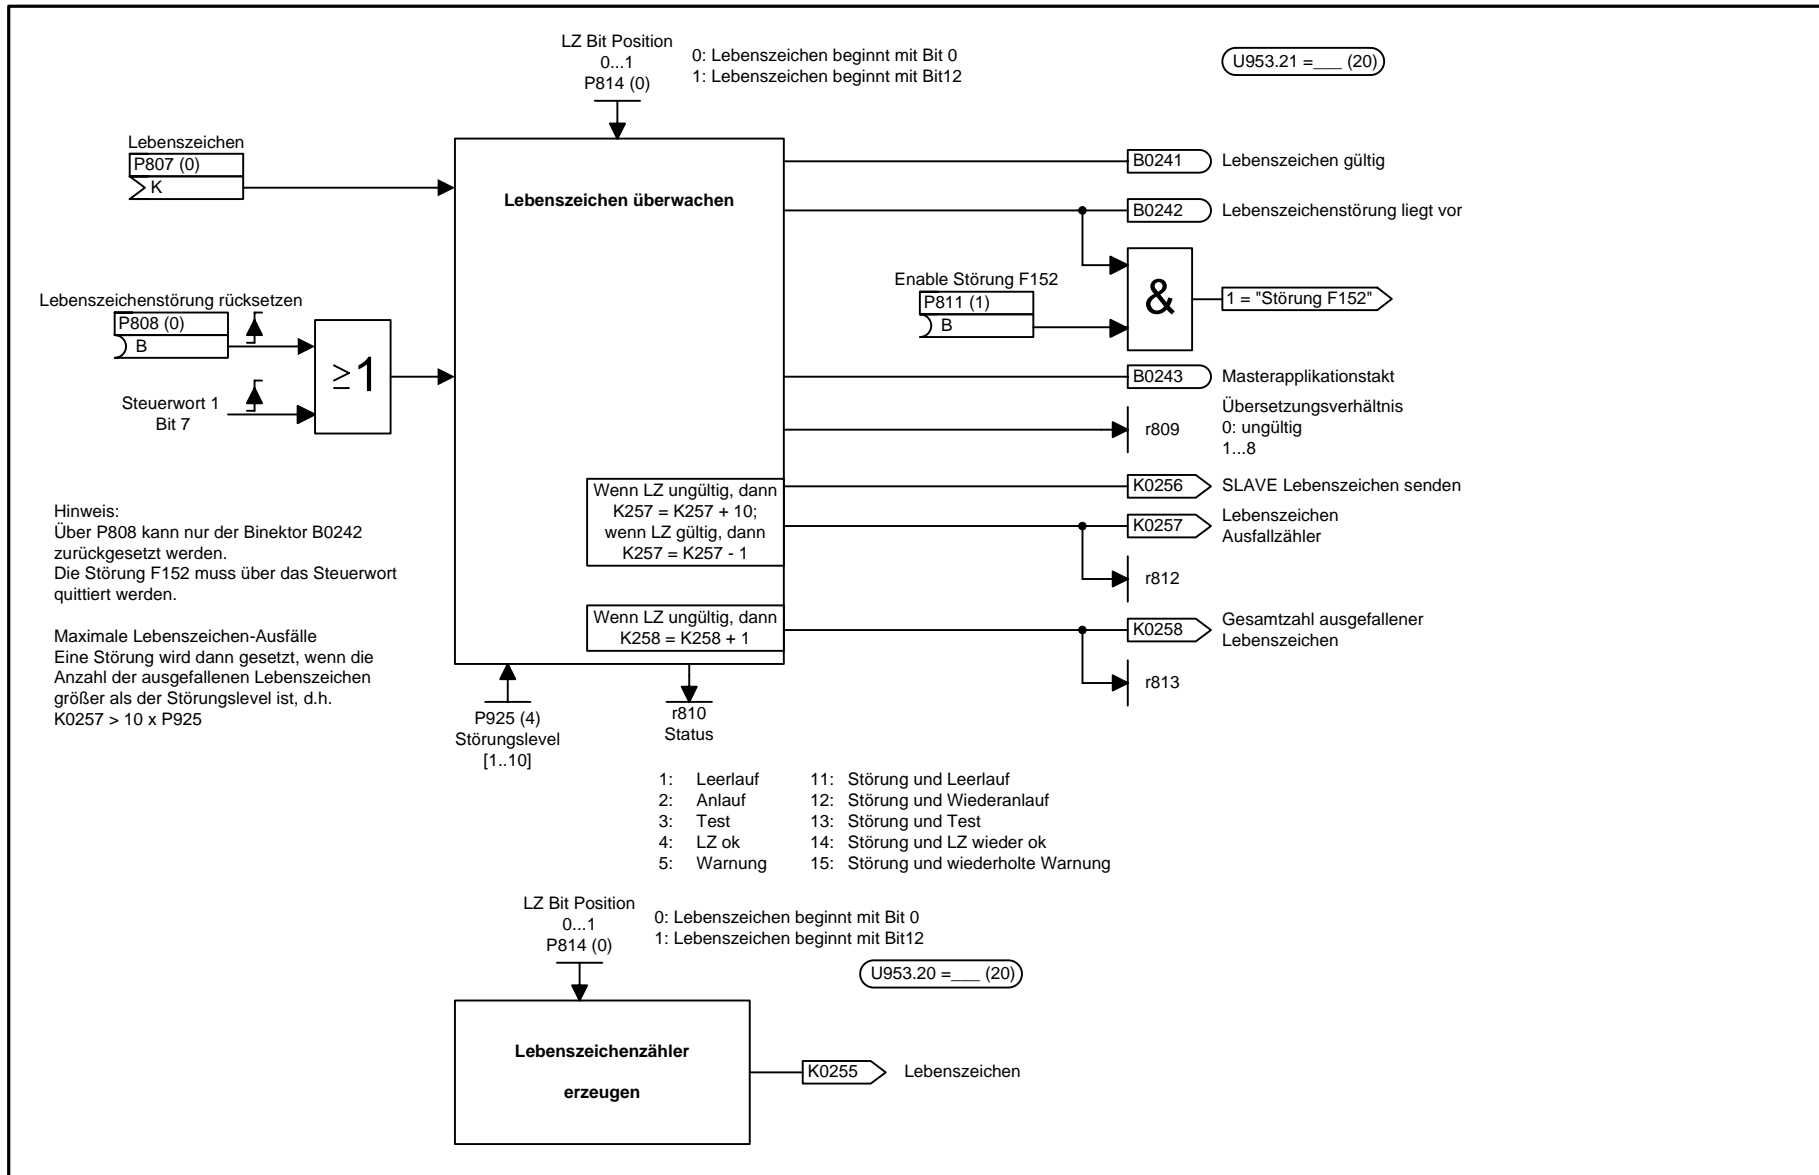 LZ Bit Position
0...1
P814 (0)
0: Lebenszeichen beginnt mit Bit 0
1: Lebenszeichen beginnt mit Bit12
U953.21 =___ (20)
Lebenszeichen
P807 (0)
K
Lebenszeichen überwachen
B0241
Lebenszeichen gültig
B0242
Lebenszeichenstörung liegt vor
Enable Störung F152
P811 (1)
B
&
1 = "Störung F152"
Lebenszeichenstörung rücksetzen
P808 (0)
B
≥1
Steuerwort 1
Bit 7
B0243
Masterapplikationstakt
r809
Übersetzungsverhältnis
0: ungültig
1...8
Wenn LZ ungültig, dann
K257 = K257 + 10;
wenn LZ gültig, dann
K257 = K257 - 1
K0256
SLAVE Lebenszeichen senden
K0257
Lebenszeichen
Ausfallzähler
r812
Wenn LZ ungültig, dann
K258 = K258 + 1
K0258
Gesamtzahl ausgefallener
Lebenszeichen
r813
Hinweis:
Über P808 kann nur der Binektor B0242
zurückgesetzt werden.
Die Störung F152 muss über das Steuerwort
quittiert werden.
Maximale Lebenszeichen-Ausfälle
Eine Störung wird dann gesetzt, wenn die
Anzahl der ausgefallenen Lebenszeichen
größer als der Störungslevel ist, d.h.
K0257 > 10 x P925
P925 (4)
Störungslevel
[1..10]
r810
Status
1: Leerlauf
2: Anlauf
3: Test
4: LZ ok
5: Warnung
11: Störung und Leerlauf
12: Störung und Wiederanlauf
13: Störung und Test
14: Störung und LZ wieder ok
15: Störung und wiederholte Warnung
LZ Bit Position
0...1
P814 (0)
0: Lebenszeichen beginnt mit Bit 0
1: Lebenszeichen beginnt mit Bit12
U953.20 =___ (20)
Lebenszeichenzähler
erzeugen
K0255
Lebenszeichen